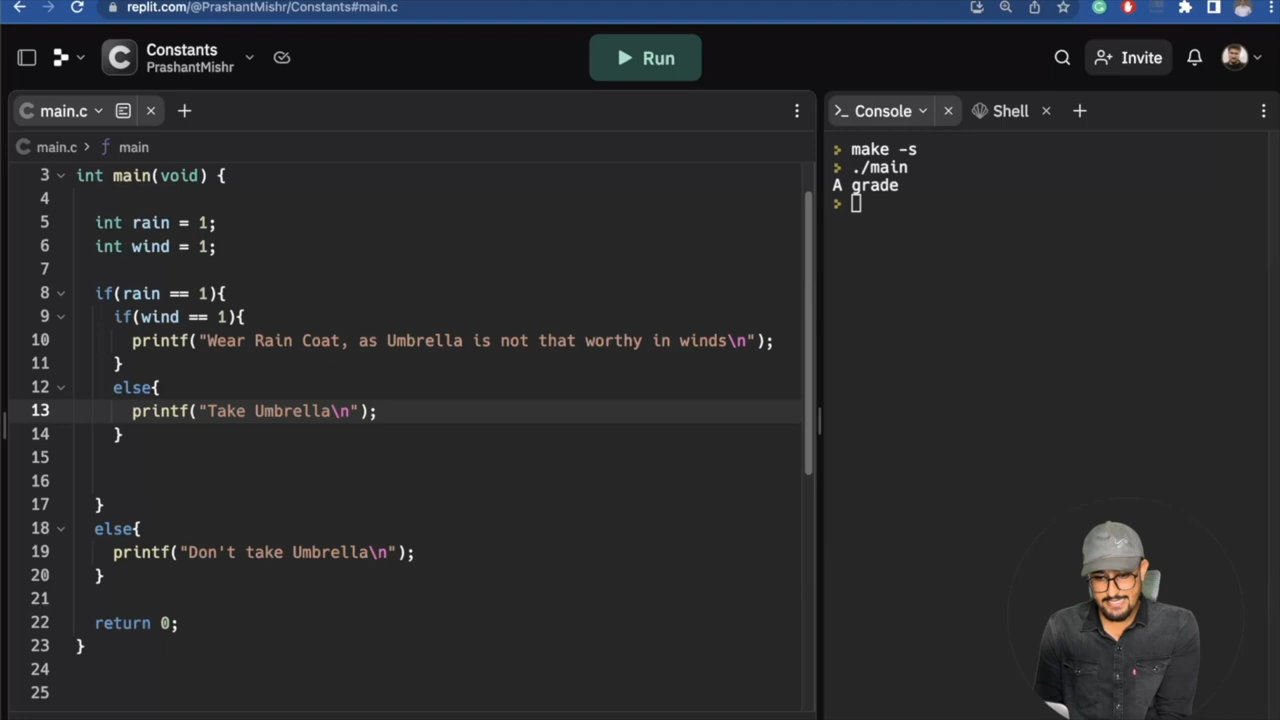 replit.com/@PrashantMishr/Constants#main.c
Constants
PrashantMishr
Run
Invite
main.c
Console
Shell
main.c > main
3 int main(void) {
4
5 int rain = 1;
6 int wind = 1;
7
8 if(rain == 1){
9 if(wind == 1){
10 printf("Wear Rain Coat, as Umbrella is not that worthy in winds\n");
11 }
12 else{
13 printf("Take Umbrella\n");
14 }
15
16
17 }
18 else{
19 printf("Don't take Umbrella\n");
20 }
21
22 return 0;
23 }
24
25
> make -s
> ./main
A grade
>